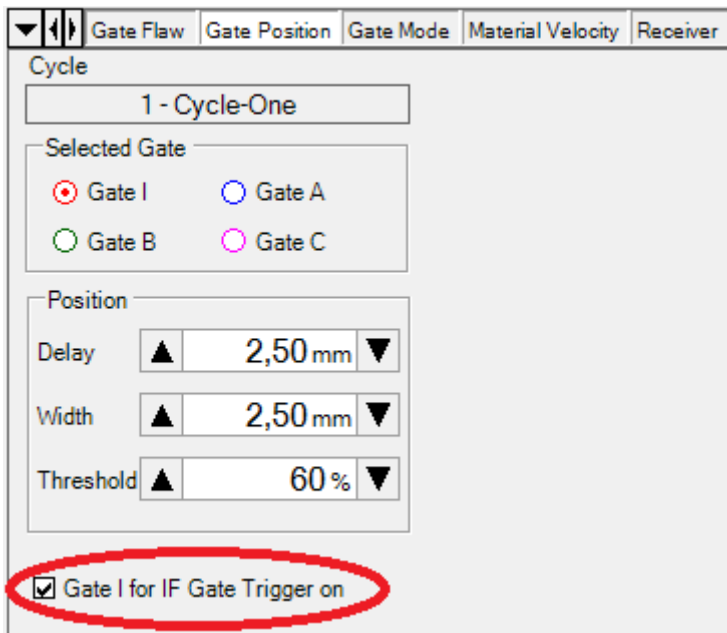 Gate Flaw Gate Position Gate Mode Material Velocity Receiver
Cycle
1 - Cycle-One
Selected Gate
Gate I Gate A
Gate B Gate C
Position
Delay 2,50 mm
Width 2,50 mm
Threshold 60 %
Gate I for IF Gate Trigger on